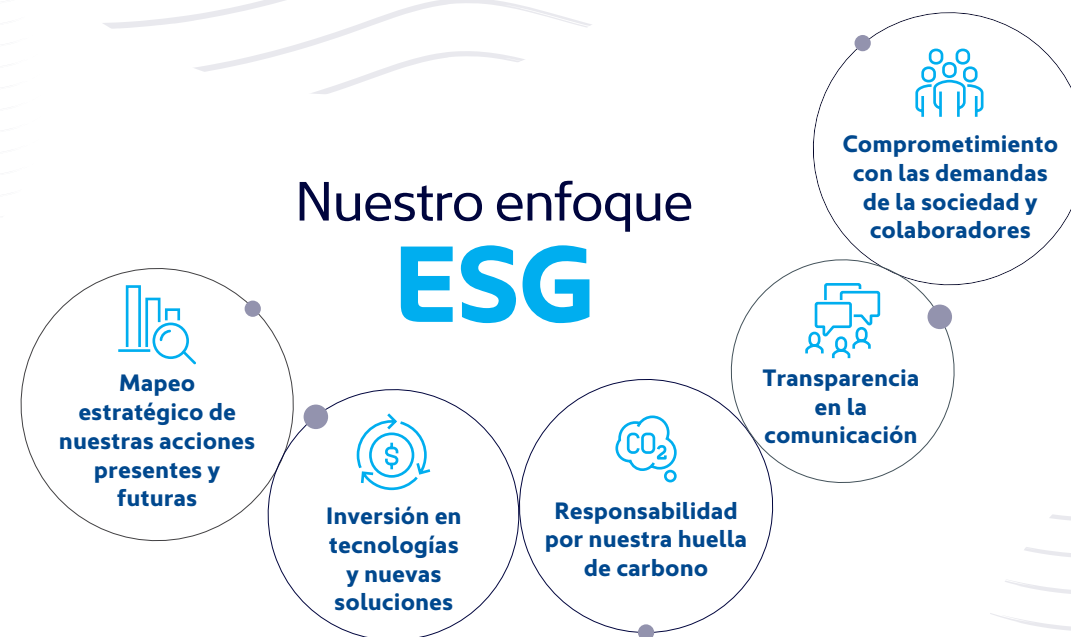 Nuestro enfoque
ESG
Mapeo
estratégico de
nuestras acciones
presentes y
futuras
$
Inversión en
tecnologías
y nuevas
soluciones
CO₂
Responsabilidad
por nuestra huella
de carbono
Transparencia
en la
comunicación
Comprometimiento
con las demandas
de la sociedad y
colaboradores